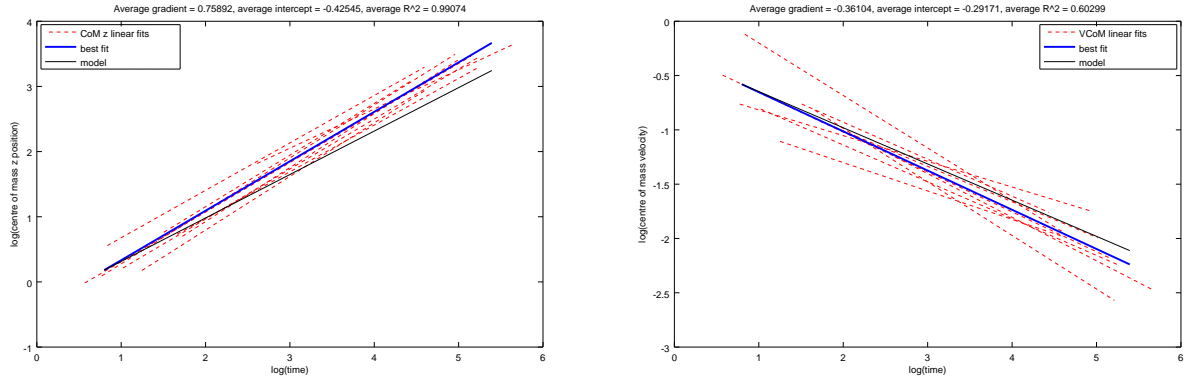 Average gradient = 0.75892, average intercept = -0.42545, average R^2 = 0.99074
4
3
2
1
0
-1
0
1
2
3
4
5
6
log(centre of mass z position)
log(time)
CoM z linear fits
best fit
model
Average gradient = -0.36104, average intercept = -0.29171, average R^2 = 0.60299
0
-0.5
-1
-1.5
-2
-2.5
-3
0
1
2
3
4
5
6
log(centre of mass velocity)
log(time)
VCoM linear fits
best fit
model